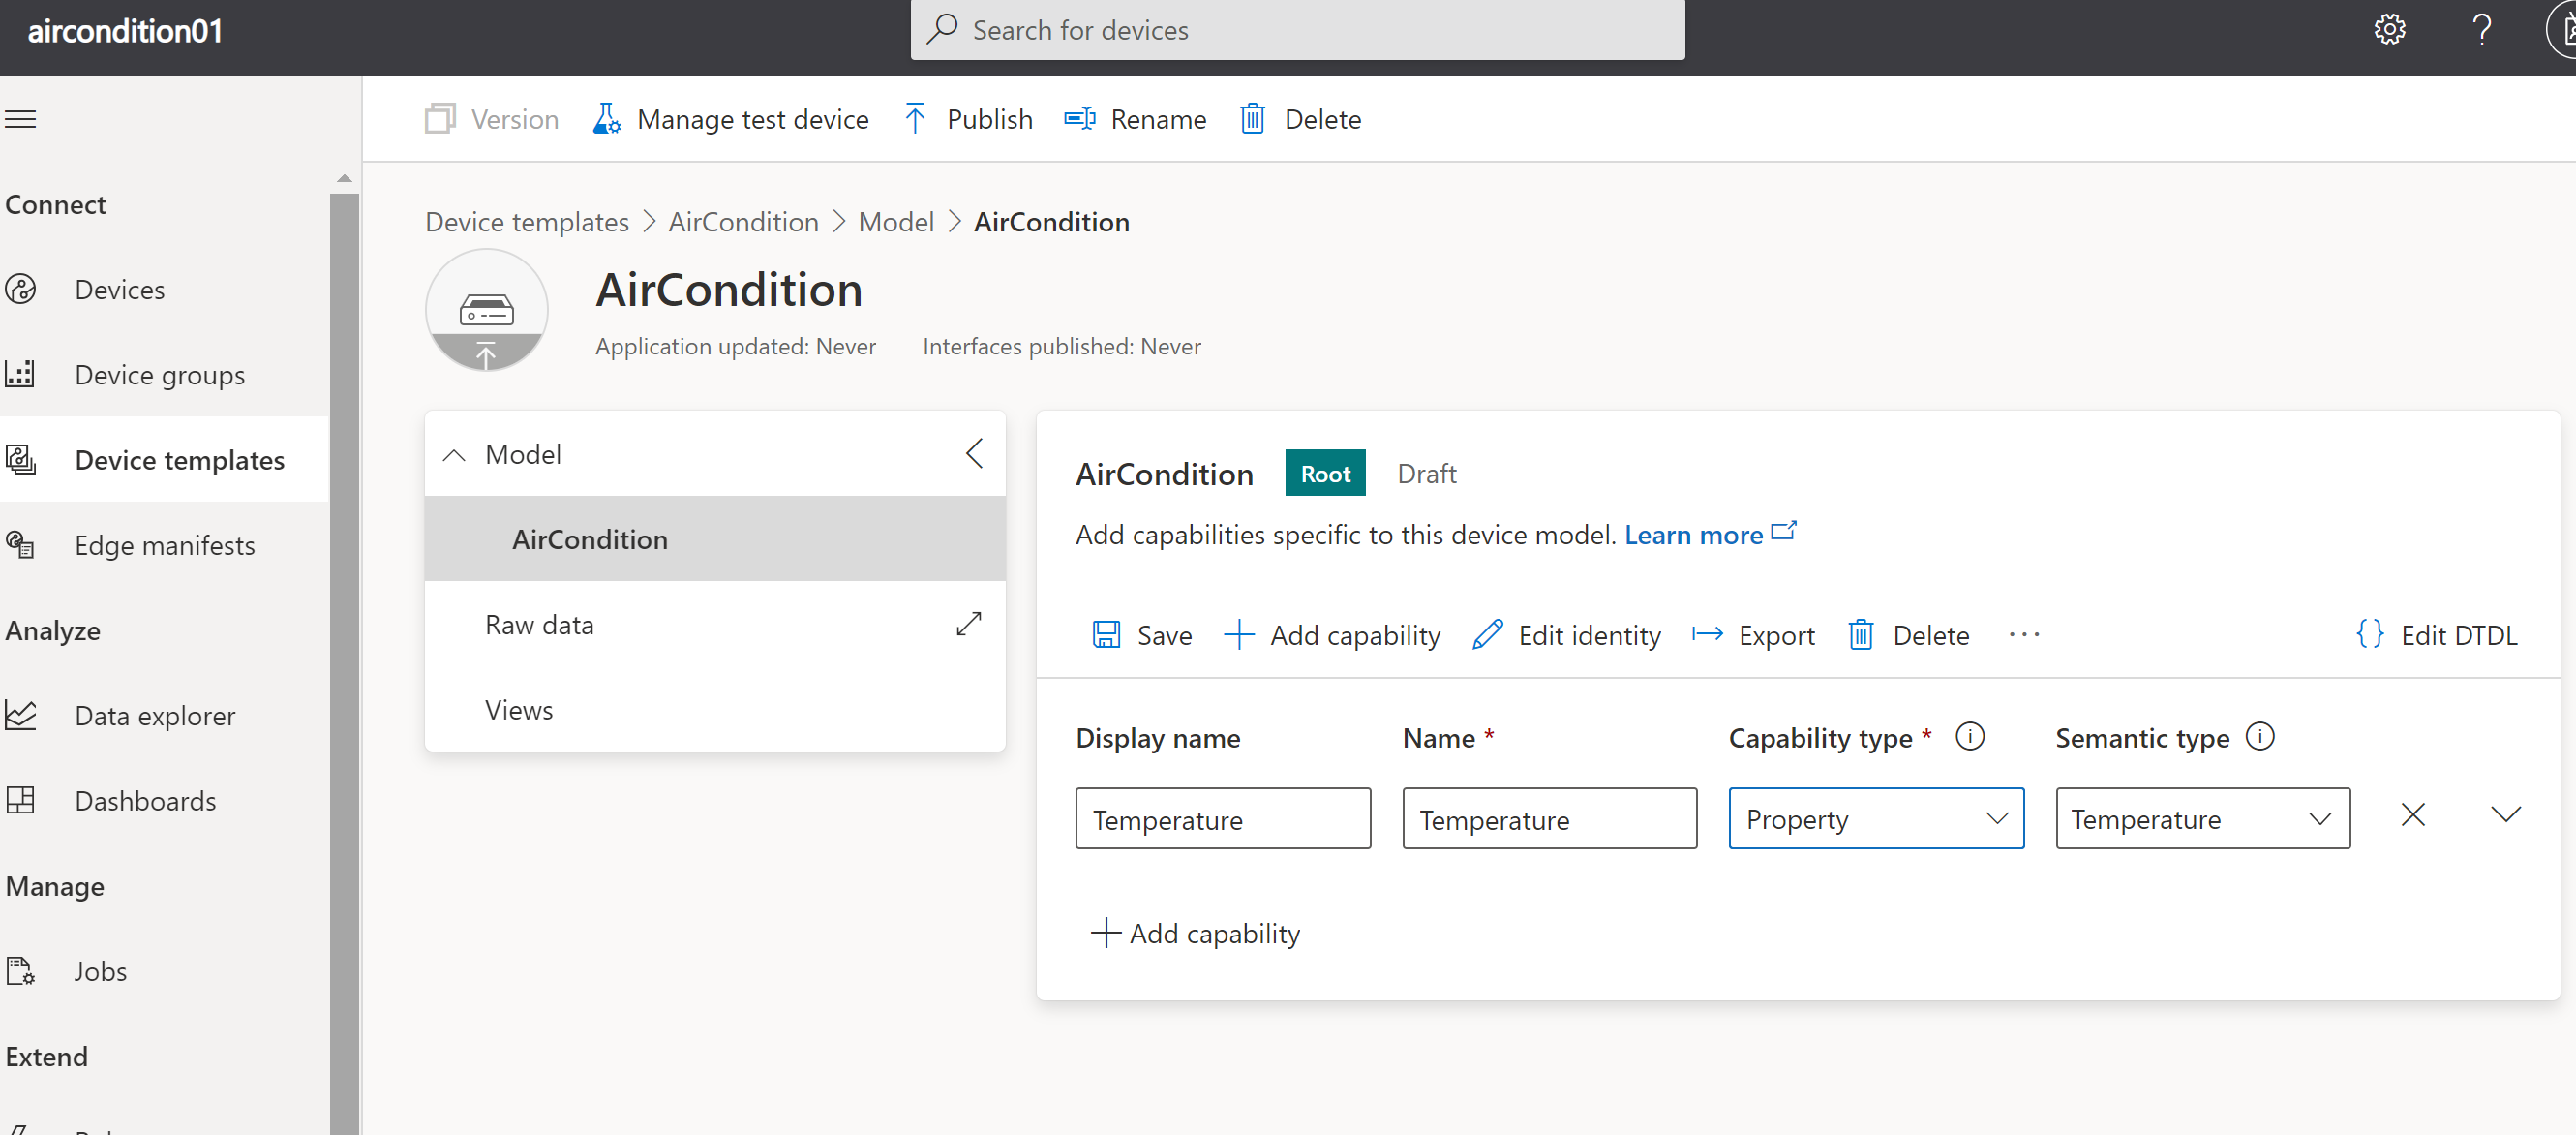 aircondition01
Search for devices
Version Manage test device Publish Rename Delete
Connect
Devices
Device groups
Device templates
Edge manifests
Analyze
Data explorer
Dashboards
Manage
Jobs
Extend
Device templates > AirCondition > Model > AirCondition
AirCondition
Application updated: Never Interfaces published: Never
Model
AirCondition
Raw data
Views
AirCondition Root Draft
Add capabilities specific to this device model. Learn more
Save Add capability Edit identity Export Delete ... {} Edit DTDL
Display name Name * Capability type * Semantic type
Temperature Temperature Property Temperature
Add capability